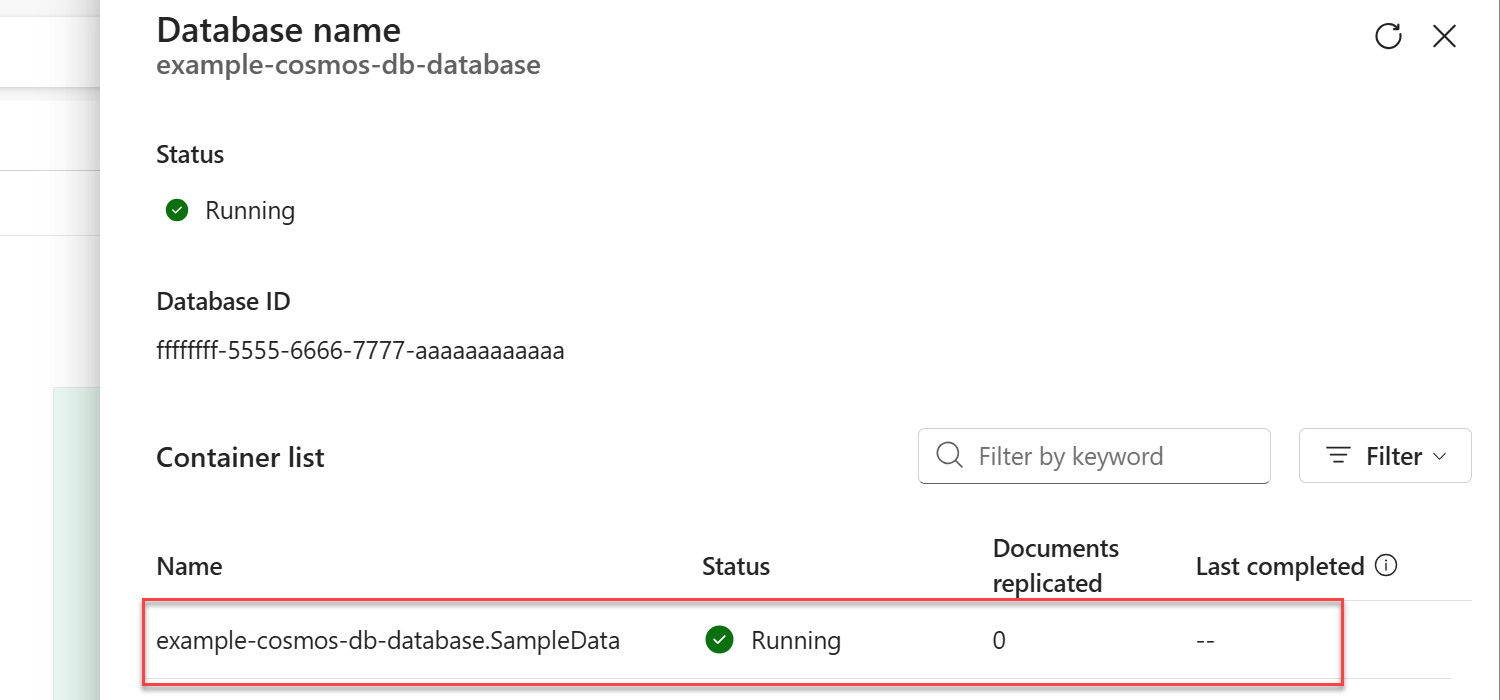 Database name
example-cosmos-db-database
Status
Running
Database ID
ffffffff-5555-6666-7777-aaaaaaaaaaaa
Container list
Filter by keyword
Filter
Name Status Documents replicated Last completed
example-cosmos-db-database.SampleData Running 0 --